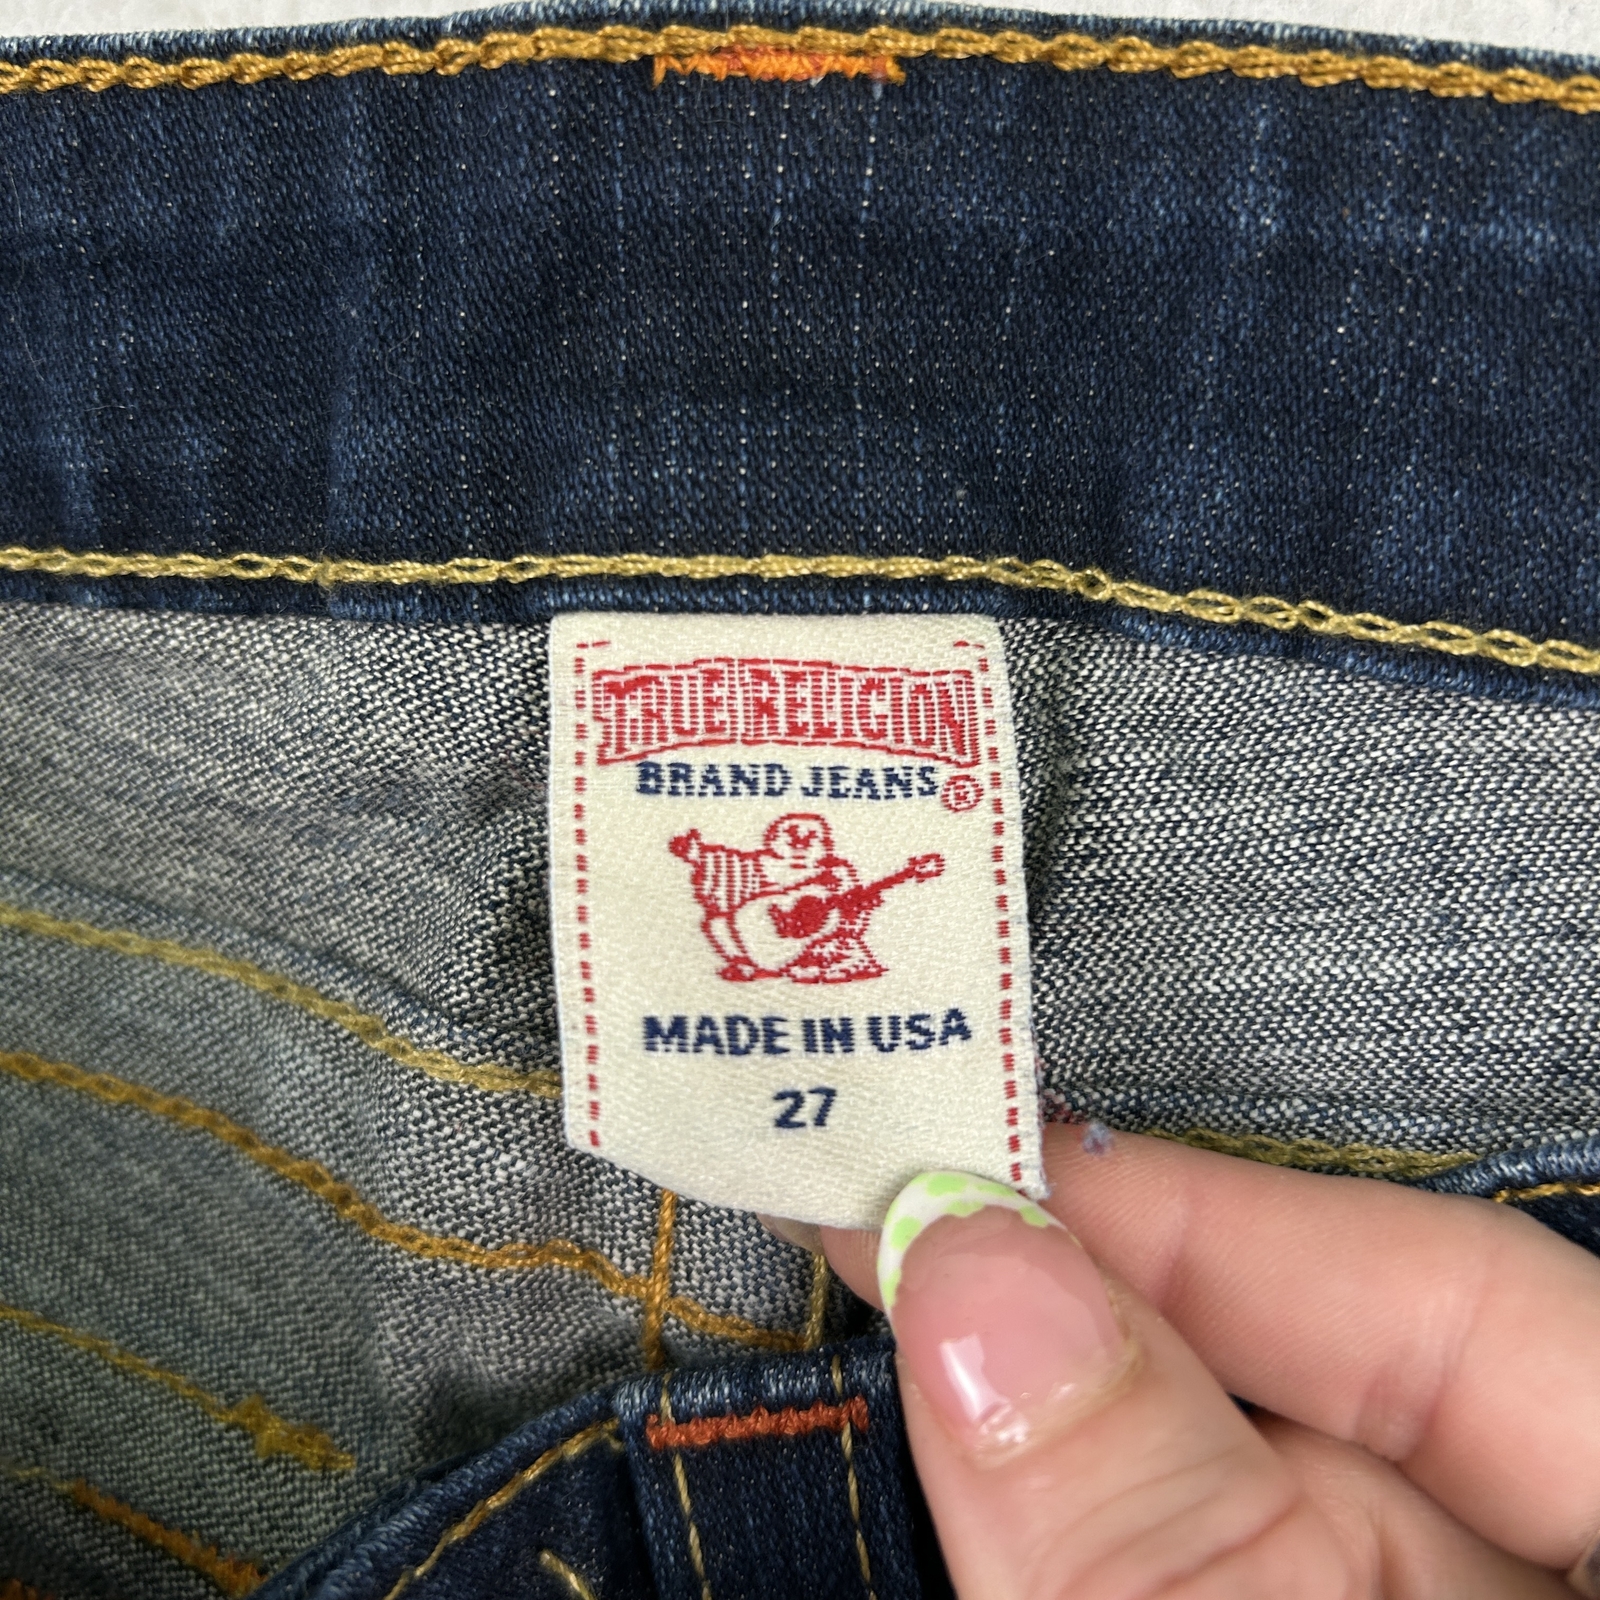 TRUE RELIGION
BRAND JEANS®
MADE IN USA
27